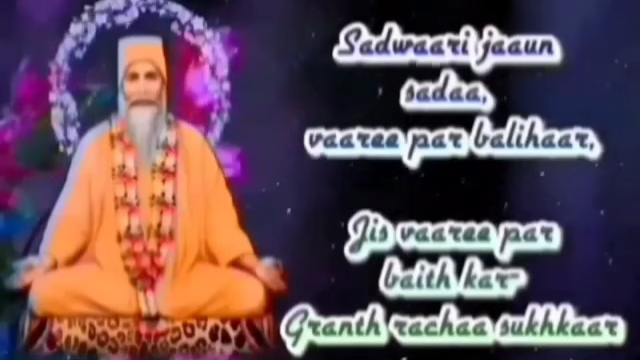 Sadwaari jaaun
sadaa,
vaaree par balihaar,
Jis vaaree par
baith kar-
Granth rachaa sukhkaar